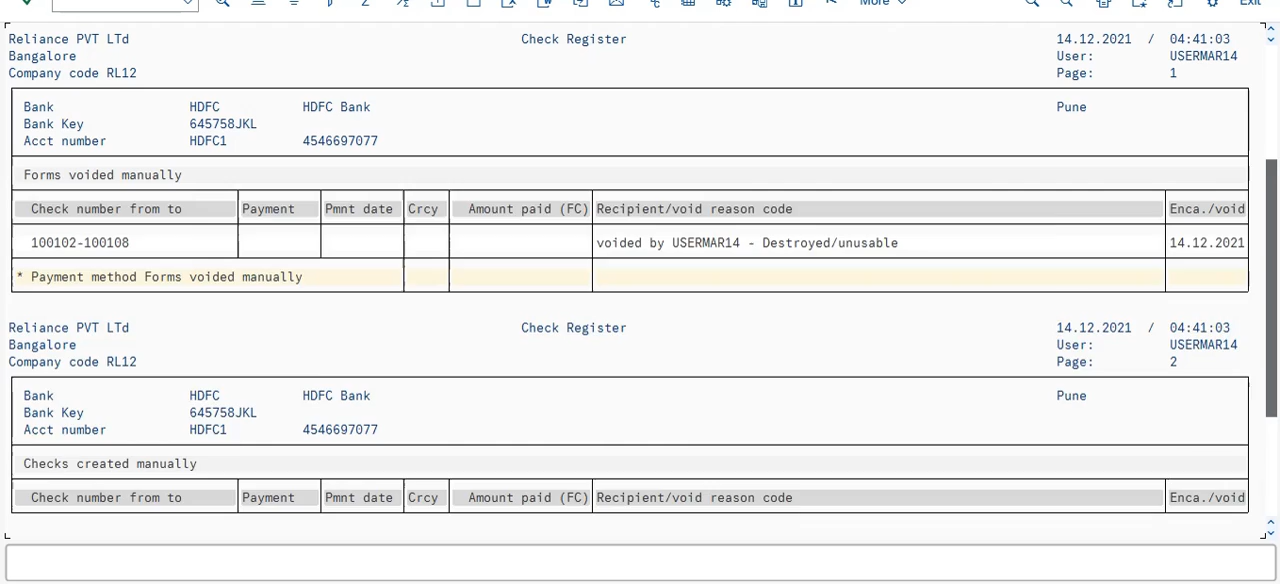 More
Exit
Reliance PVT LTd Check Register 14.12.2021 / 04:41:03
Bangalore User: USERMAR14
Company code RL12 Page: 1
Bank HDFC HDFC Bank Pune
Bank Key 645758JKL
Acct number HDFC1 4546697077
Forms voided manually
Check number from to Payment Pmnt date Crcy Amount paid (FC) Recipient/void reason code Enca./void
100102-100108 voided by USERMAR14 - Destroyed/unusable 14.12.2021
* Payment method Forms voided manually
Reliance PVT LTd Check Register 14.12.2021 / 04:41:03
Bangalore User: USERMAR14
Company code RL12 Page: 2
Bank HDFC HDFC Bank Pune
Bank Key 645758JKL
Acct number HDFC1 4546697077
Checks created manually
Check number from to Payment Pmnt date Crcy Amount paid (FC) Recipient/void reason code Enca./void